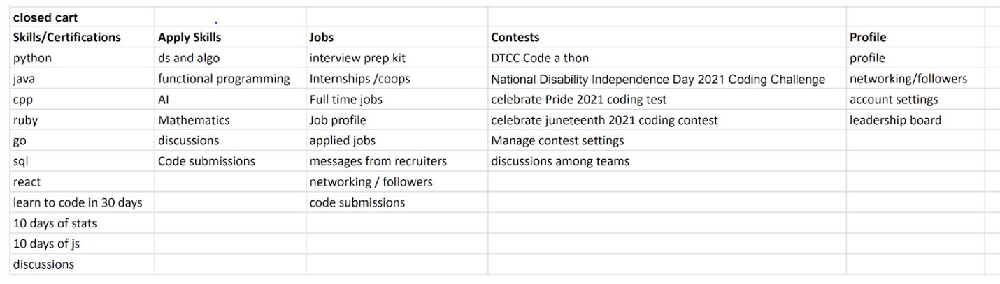 closed cart
Skills/Certifications Apply Skills Jobs Contests Profile
python ds and algo interview prep kit DTCC Code a thon profile
java functional programming Internships /coops National Disability Independence Day 2021 Coding Challenge networking/followers
cpp AI Full time jobs celebrate Pride 2021 coding test account settings
ruby Mathematics Job profile celebrate juneteenth 2021 coding contest leadership board
go discussions applied jobs Manage contest settings
sql Code submissions messages from recruiters discussions among teams
react networking / followers
learn to code in 30 days code submissions
10 days of stats
10 days of js
discussions